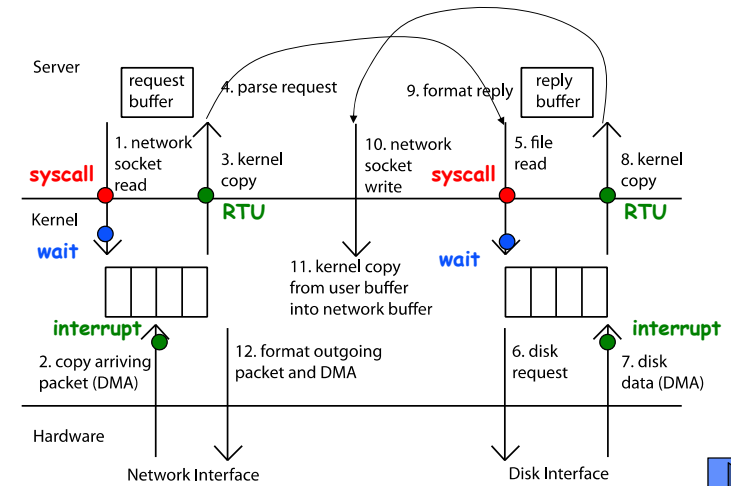 Server
request
buffer
4. parse request
9. format reply
reply
buffer
1. network
socket
read
3. kernel
copy
10. network
socket
write
5. file
read
8. kernel
copy
syscall
RTU
syscall
RTU
Kernel
wait
wait
11. kernel copy
from user buffer
into network buffer
interrupt
interrupt
2. copy arriving
packet (DMA)
12. format outgoing
packet and DMA
6. disk
request
7. disk
data (DMA)
Hardware
Network Interface
Disk Interface